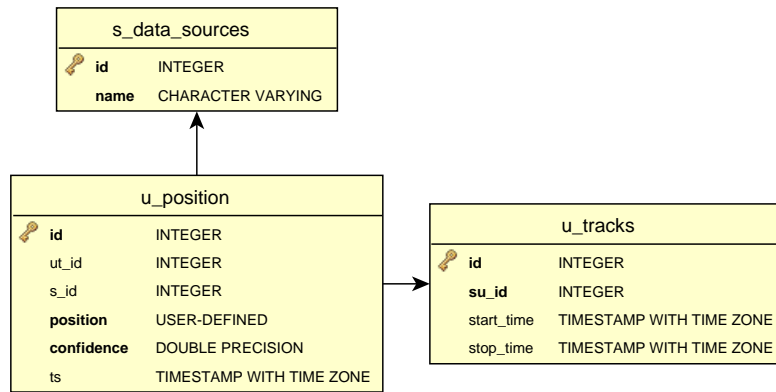 s_data_sources
id INTEGER
name CHARACTER VARYING
u_position
id INTEGER
ut_id INTEGER
s_id INTEGER
position USER-DEFINED
confidence DOUBLE PRECISION
ts TIMESTAMP WITH TIME ZONE
u_tracks
id INTEGER
su_id INTEGER
start_time TIMESTAMP WITH TIME ZONE
stop_time TIMESTAMP WITH TIME ZONE